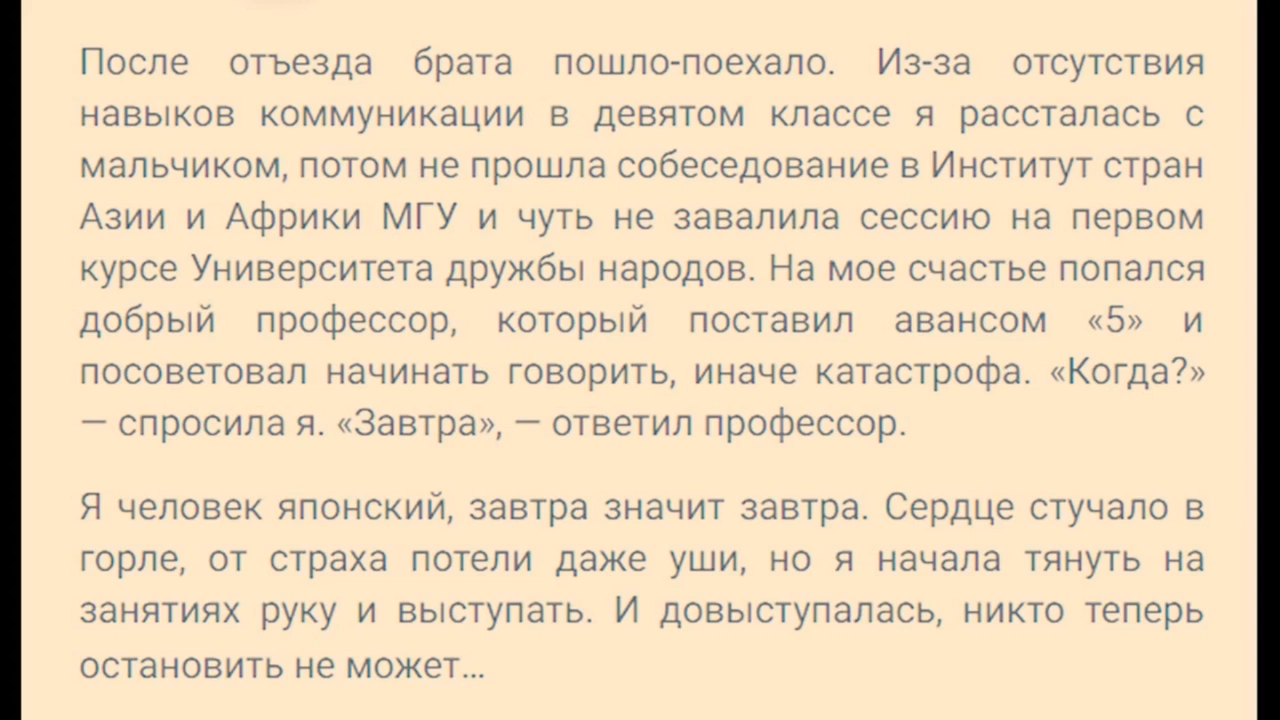 После отъезда брата пошло-поехало. Из-за отсутствия
навыков коммуникации в девятом классе я рассталась с
мальчиком, потом не прошла собеседование в Институт стран
Азии и Африки МГУ и чуть не завалила сессию на первом
курсе Университета дружбы народов. На мое счастье попался
добрый профессор, который поставил авансом «5» и
посоветовал начинать говорить, иначе катастрофа. «Когда?»
— спросила я. «Завтра», — ответил профессор.
Я человек японский, завтра значит завтра. Сердце стучало в
горле, от страха потели даже уши, но я начала тянуть на
занятиях руку и выступать. И довыступалась, никто теперь
остановить не может...